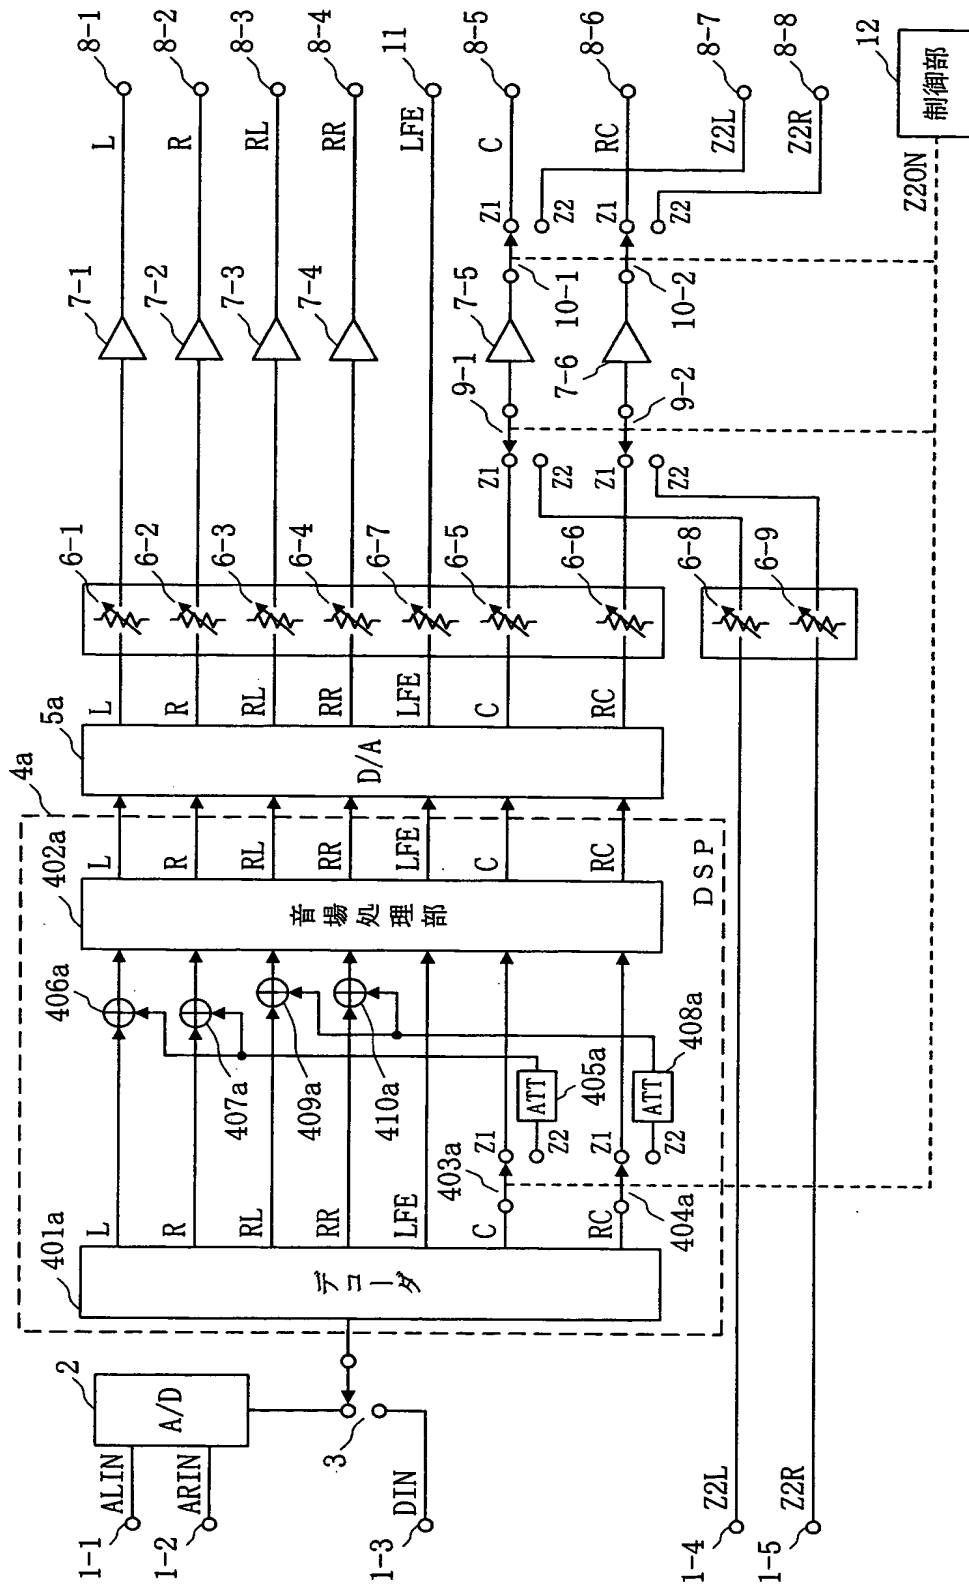 1-1
ALIN
1-2
ARIN
1-3
DIN
1-4
Z2L
1-5
Z2R
2
A/D
3
4a
DSP
401a
デコーダ
L
R
RL
RR
LFE
C
RC
403a
404a
Z1
Z2
Z1
Z2
ATT
405a
ATT
408a
406a
407a
409a
410a
402a
音場処理部
L
R
RL
RR
LFE
C
RC
5a
D/A
L
R
RL
RR
LFE
C
RC
6-1
6-2
6-3
6-4
6-7
6-5
6-6
6-8
6-9
Z1
Z2
Z1
Z2
9-1
9-2
7-1
7-2
7-3
7-4
7-5
7-6
10-1
10-2
Z1
Z2
Z1
Z2
L
R
RL
RR
LFE
C
RC
Z2L
Z2R
8-1
8-2
8-3
8-4
11
8-5
8-6
8-7
8-8
Z2ON
12
制御部